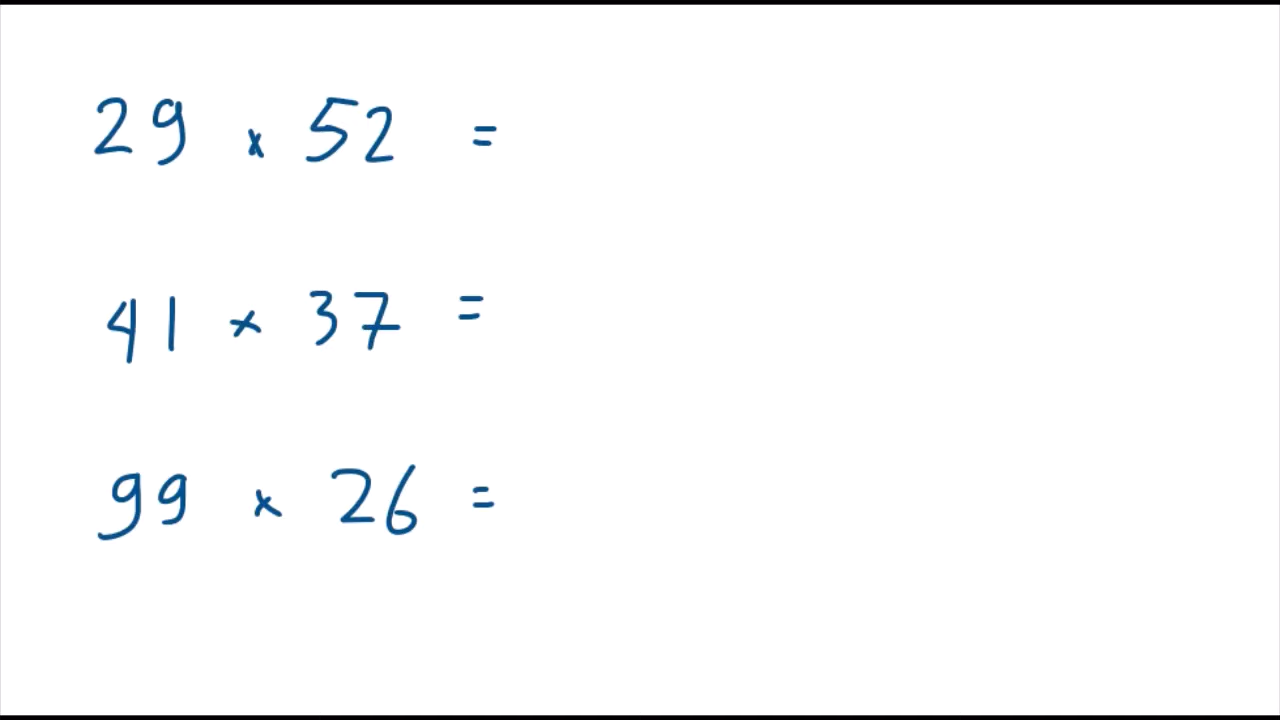 29 x 52 =
41 x 37 =
99 x 26 =